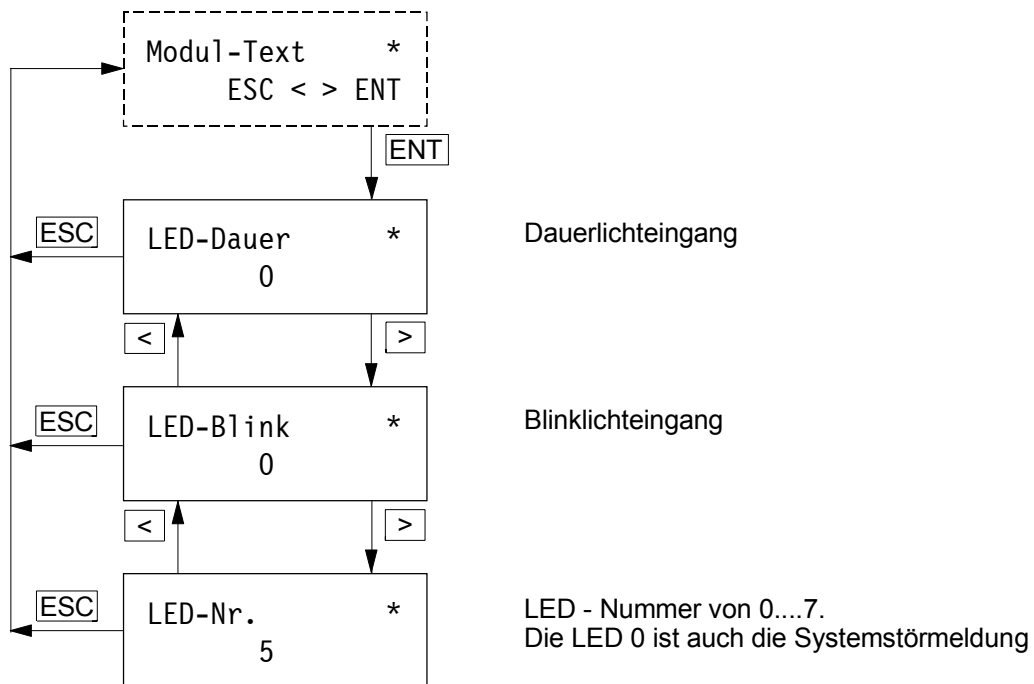 Modul-Text *
ESC < > ENT
ENT
ESC
LED-Dauer *
0
Dauerlichteingang
< >
ESC
LED-Blink *
0
Blinklichteingang
< >
ESC
LED-Nr. *
5
LED - Nummer von 0....7.
Die LED 0 ist auch die Systemstörmeldung